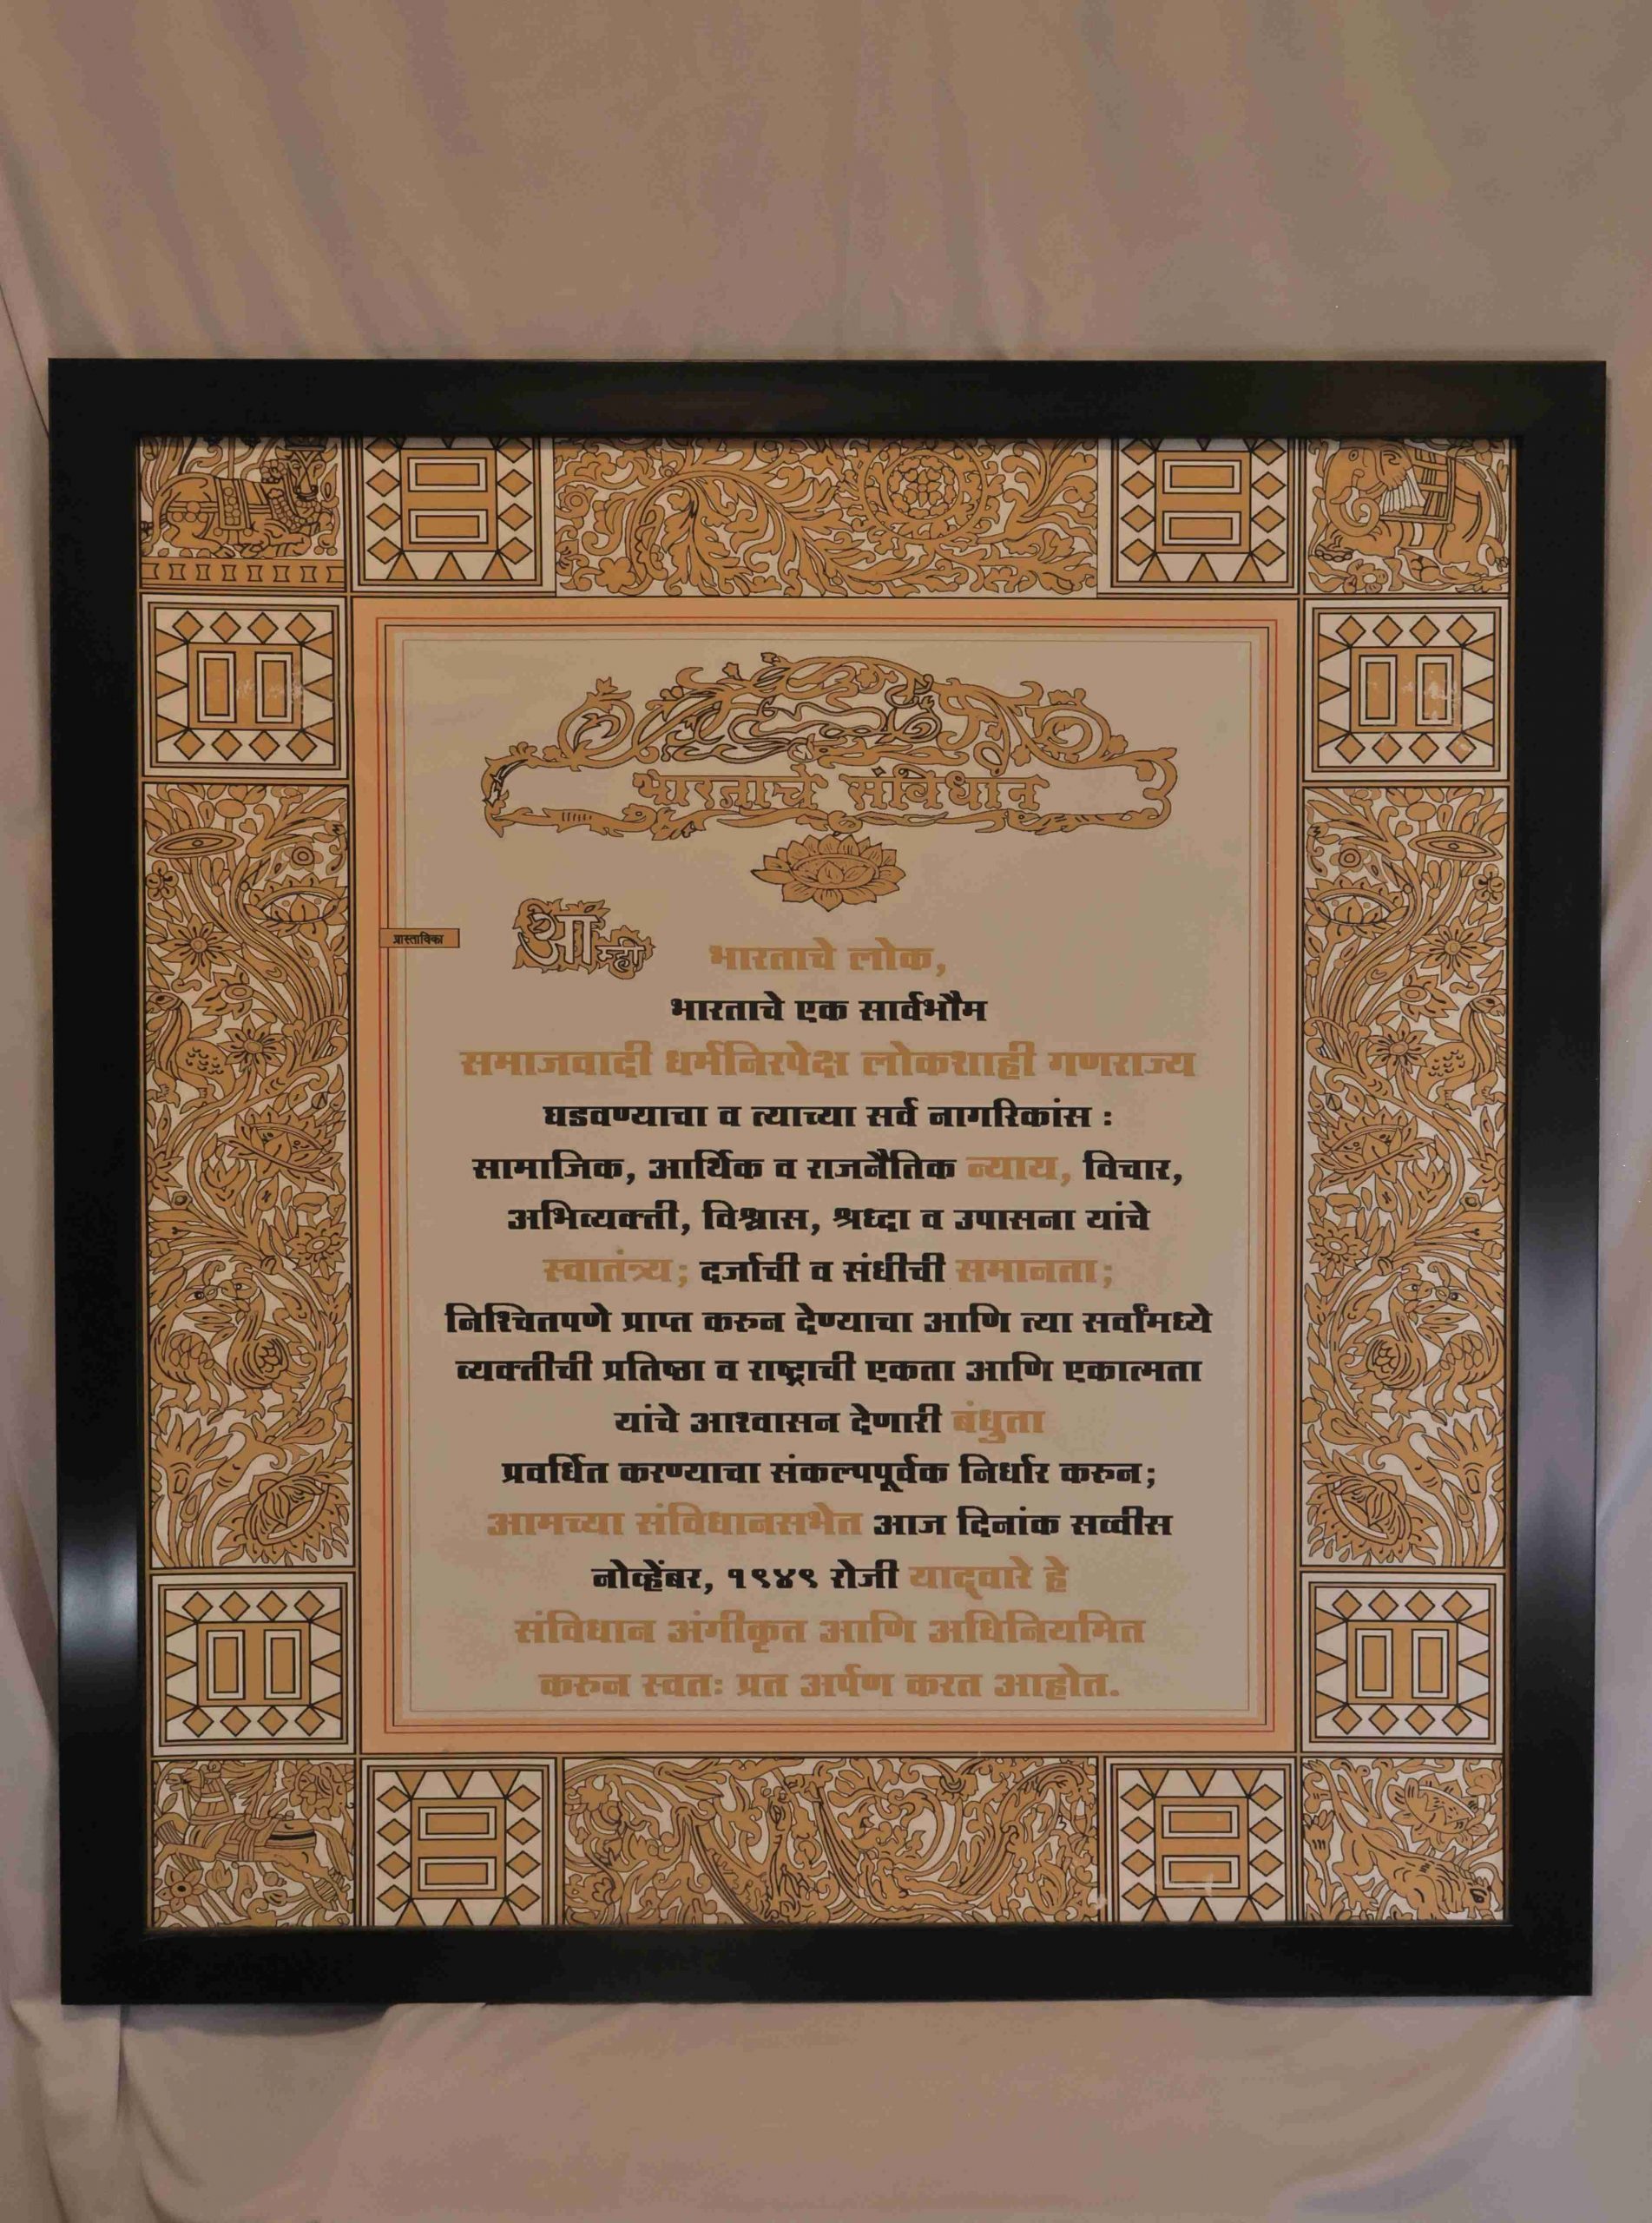 भारताचे संविधान
प्रास्ताविका
आम्ही भारताचे लोक,
भारताचे एक सार्वभौम
समाजवादी धर्मनिरपेक्ष लोकशाही गणराज्य
घडवण्याचा व त्याच्या सर्व नागरिकांस :
सामाजिक, आर्थिक व राजनैतिक न्याय, विचार,
अभिव्यक्ती, विश्वास, श्रध्दा व उपासना यांचे
स्वातंत्र्य; दर्जाची व संधीची समानता;
निश्चितपणे प्राप्त करुन देण्याचा आणि त्या सर्वांमध्ये
व्यक्तीची प्रतिष्ठा व राष्ट्राची एकता आणि एकात्मता
यांचे आश्वासन देणारी बंधुता
प्रवर्धित करण्याचा संकल्पपूर्वक निर्धार करुन;
आमच्या संविधानसभेत आज दिनांक सव्वीस
नोव्हेंबर, १९४९ रोजी याद्वारे हे
संविधान अंगीकृत आणि अधिनियमित
करुन स्वतः प्रत अर्पण करत आहोत.